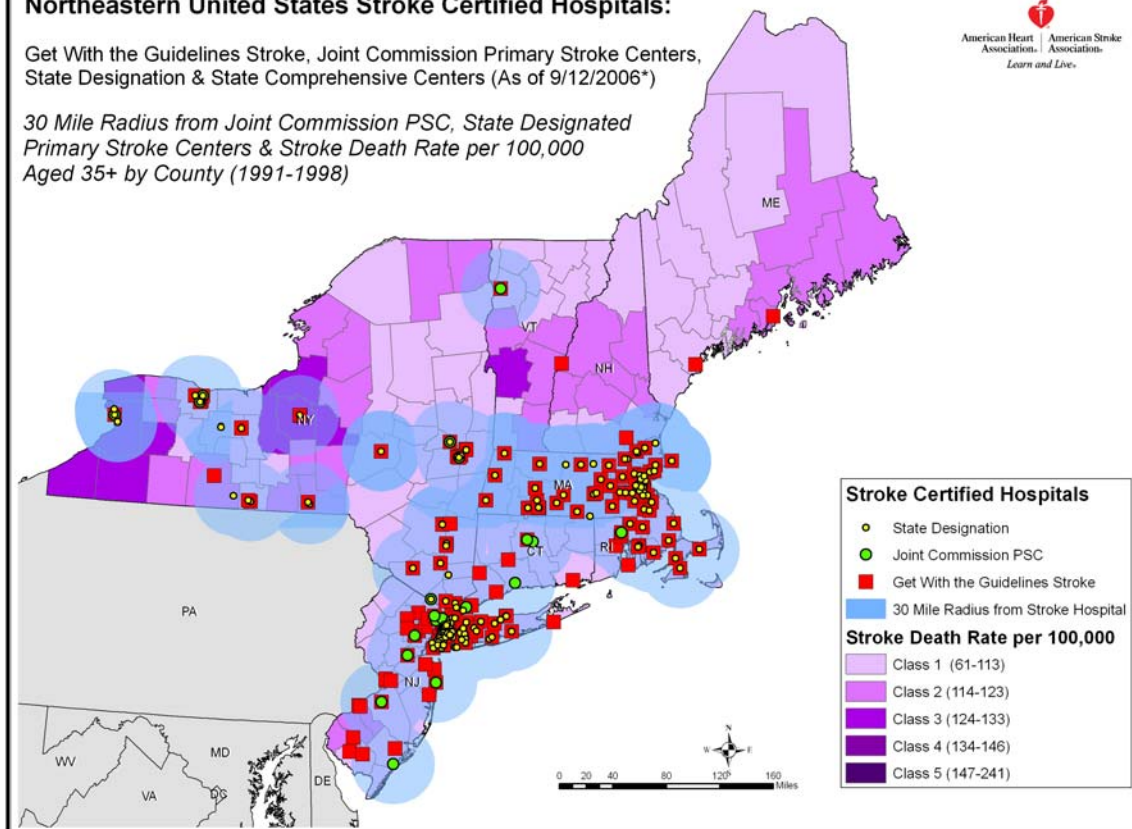 Northeastern United States Stroke Certified Hospitals:
Get With the Guidelines Stroke, Joint Commission Primary Stroke Centers,
State Designation & State Comprehensive Centers (As of 9/12/2006*)
30 Mile Radius from Joint Commission PSC, State Designated
Primary Stroke Centers & Stroke Death Rate per 100,000
Aged 35+ by County (1991-1998)
American Heart Association®
American Stroke Association®
Learn and Live®
ME
VT
NH
NY
MA
CT
RI
PA
NJ
WV
MD
VA
DC
DE
N
W E
S
0 20 40 80 120 160
Miles
Stroke Certified Hospitals
State Designation
Joint Commission PSC
Get With the Guidelines Stroke
30 Mile Radius from Stroke Hospital
Stroke Death Rate per 100,000
Class 1 (61-113)
Class 2 (114-123)
Class 3 (124-133)
Class 4 (134-146)
Class 5 (147-241)